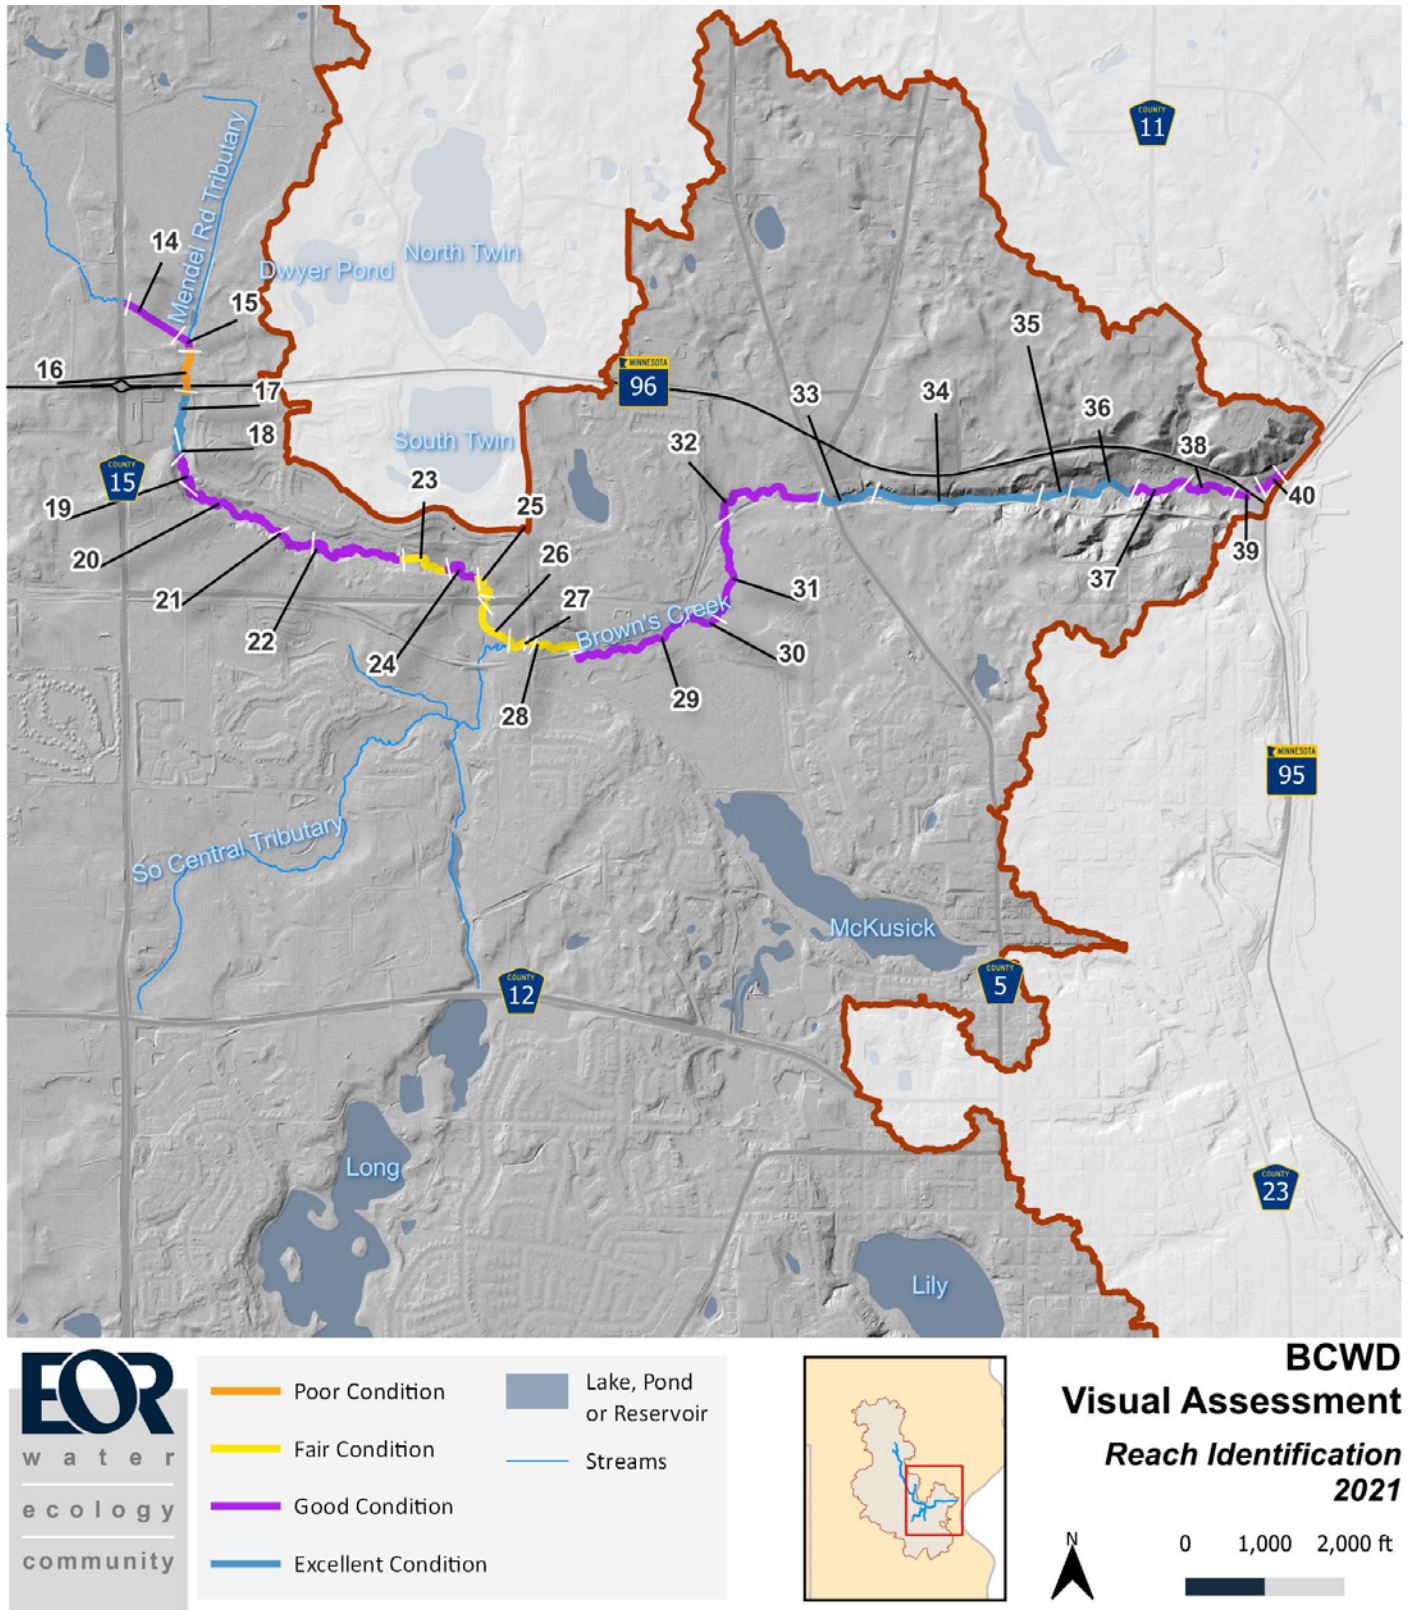 COUNTY
11
Mendel Rd Tributary
14
North Twin
Dwyer Pond
15
16
17
MINNESOTA
96
35
33
34
36
18
South Twin
32
38
COUNTY
15
23
25
40
19
20
26
39
21
27
37
31
22
Brown's Creek
24
30
29
28
MINNESOTA
95
So Central Tributary
McKusick
COUNTY
12
COUNTY
5
Long
COUNTY
23
Lily
EOR
water
ecology
community
Poor Condition
Fair Condition
Good Condition
Excellent Condition
Lake, Pond
or Reservoir
Streams
BCWD
Visual Assessment
Reach Identification
2021
N
0 1,000 2,000 ft